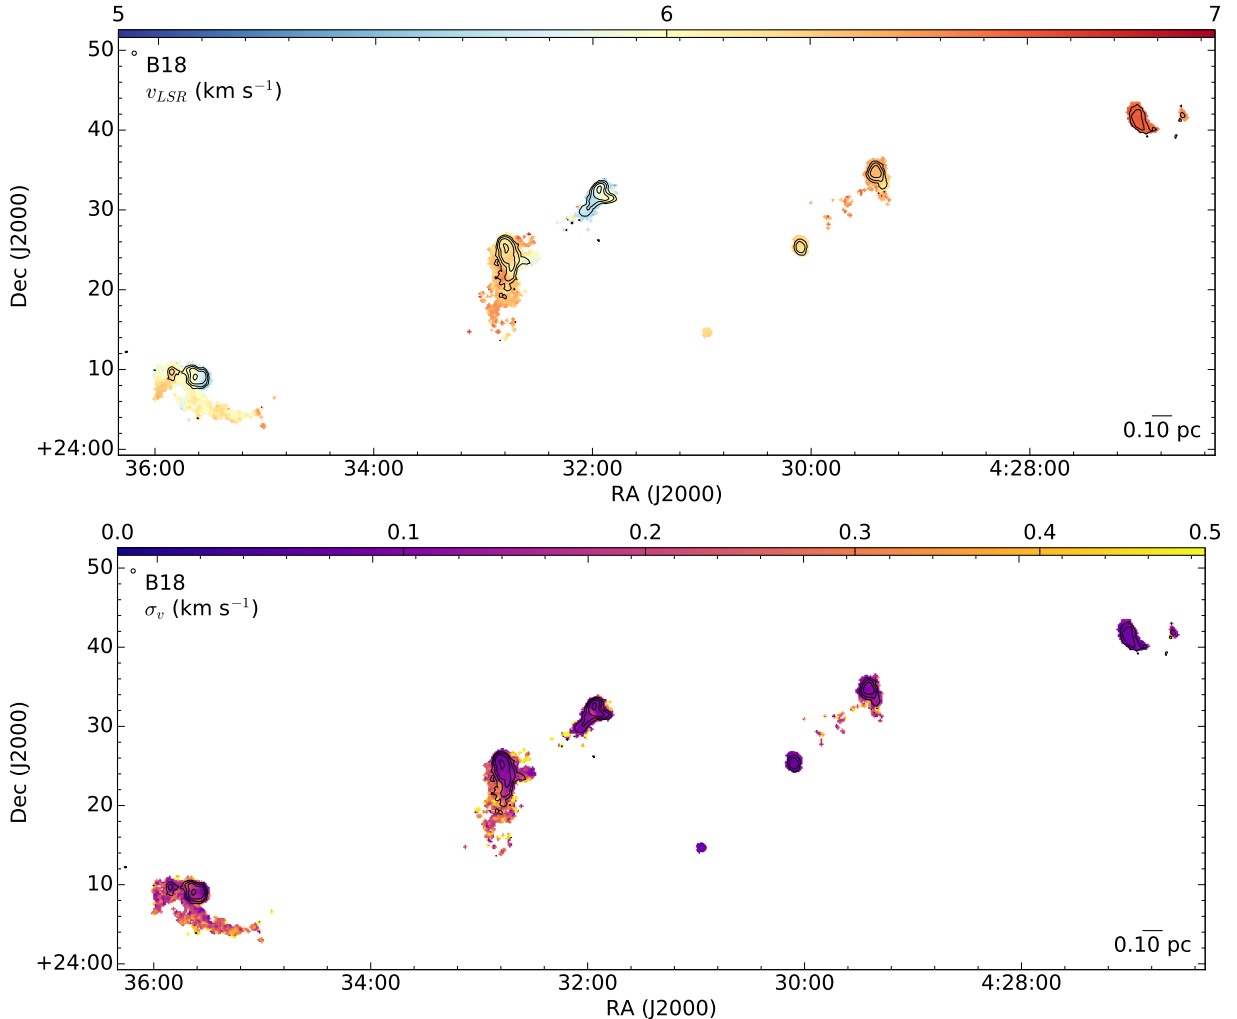 5 6 7
50
B18
v_LSR (km s⁻¹)
40
30
20
10
+24:00
Dec (J2000)
0.10 pc
36:00 34:00 32:00 30:00 4:28:00
RA (J2000)
0.0 0.1 0.2 0.3 0.4 0.5
50
B18
σ_v (km s⁻¹)
40
30
20
10
+24:00
Dec (J2000)
0.10 pc
36:00 34:00 32:00 30:00 4:28:00
RA (J2000)